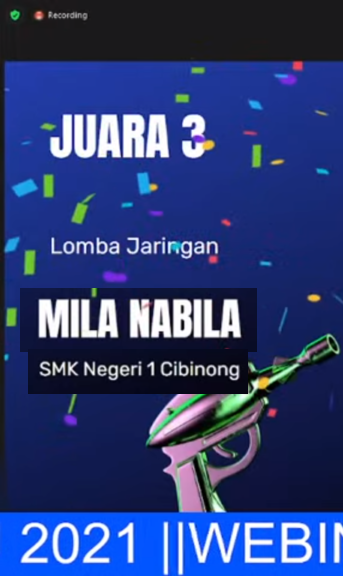 Recording
JUARA 3
Lomba Jaringan
MILA NABILA
SMK Negeri 1 Cibinong
2021 ||WEBIN